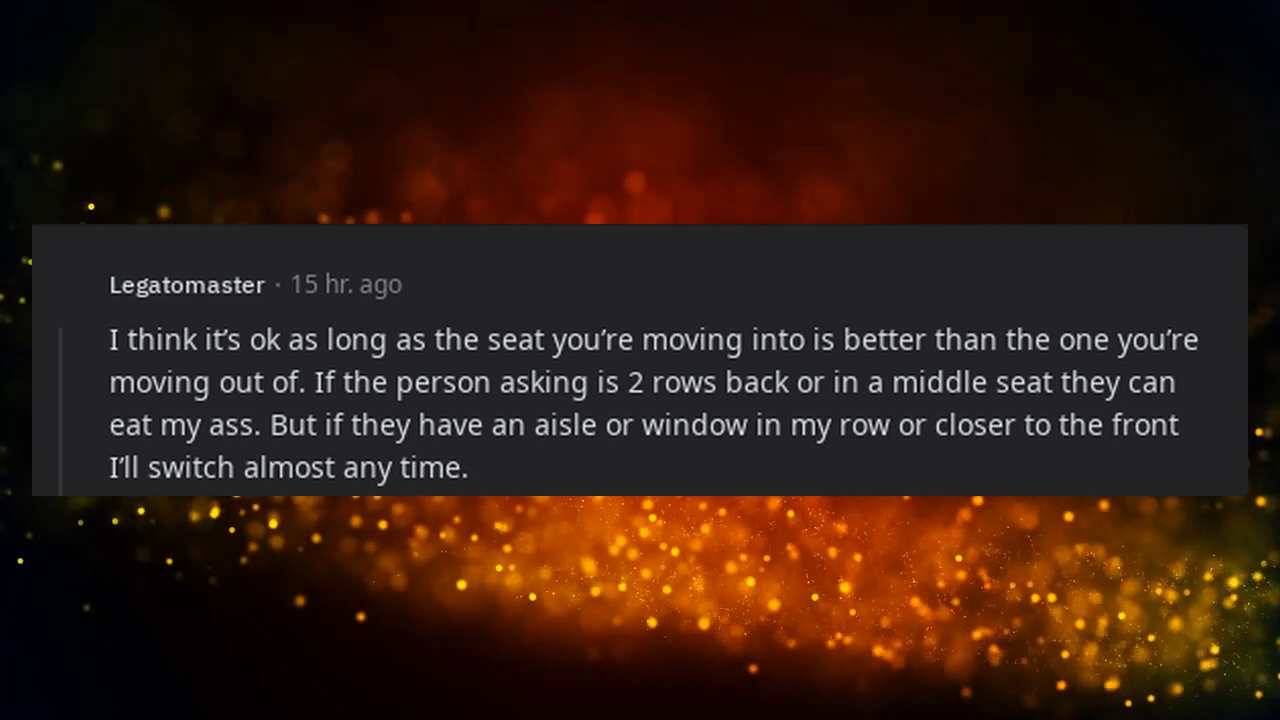 Legatomaster · 15 hr. ago
I think it’s ok as long as the seat you’re moving into is better than the one you’re
moving out of. If the person asking is 2 rows back or in a middle seat they can
eat my ass. But if they have an aisle or window in my row or closer to the front
I’ll switch almost any time.